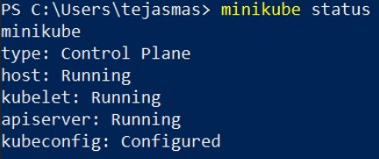 PS C:\Users\tejasmas> minikube status
minikube
type: Control Plane
host: Running
kubelet: Running
apiserver: Running
kubeconfig: Configured